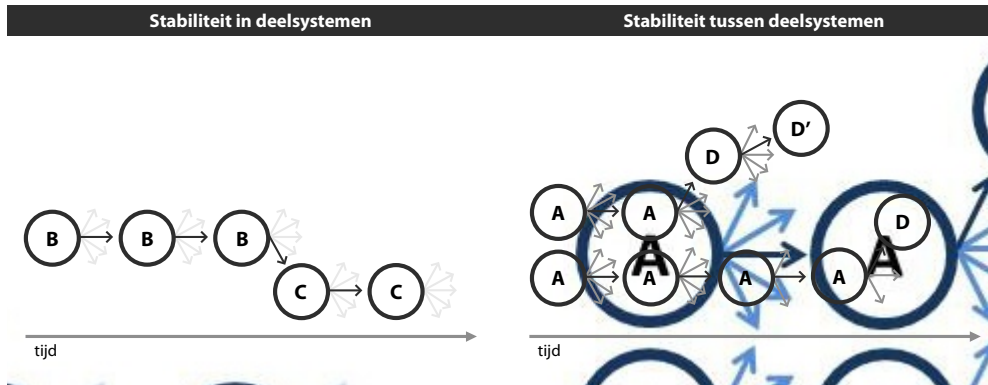 Stabiliteit in deelsystemen
Stabiliteit tussen deelsystemen
B B B
C C
tijd
D D′
A A
D
A
A A A A
A
tijd